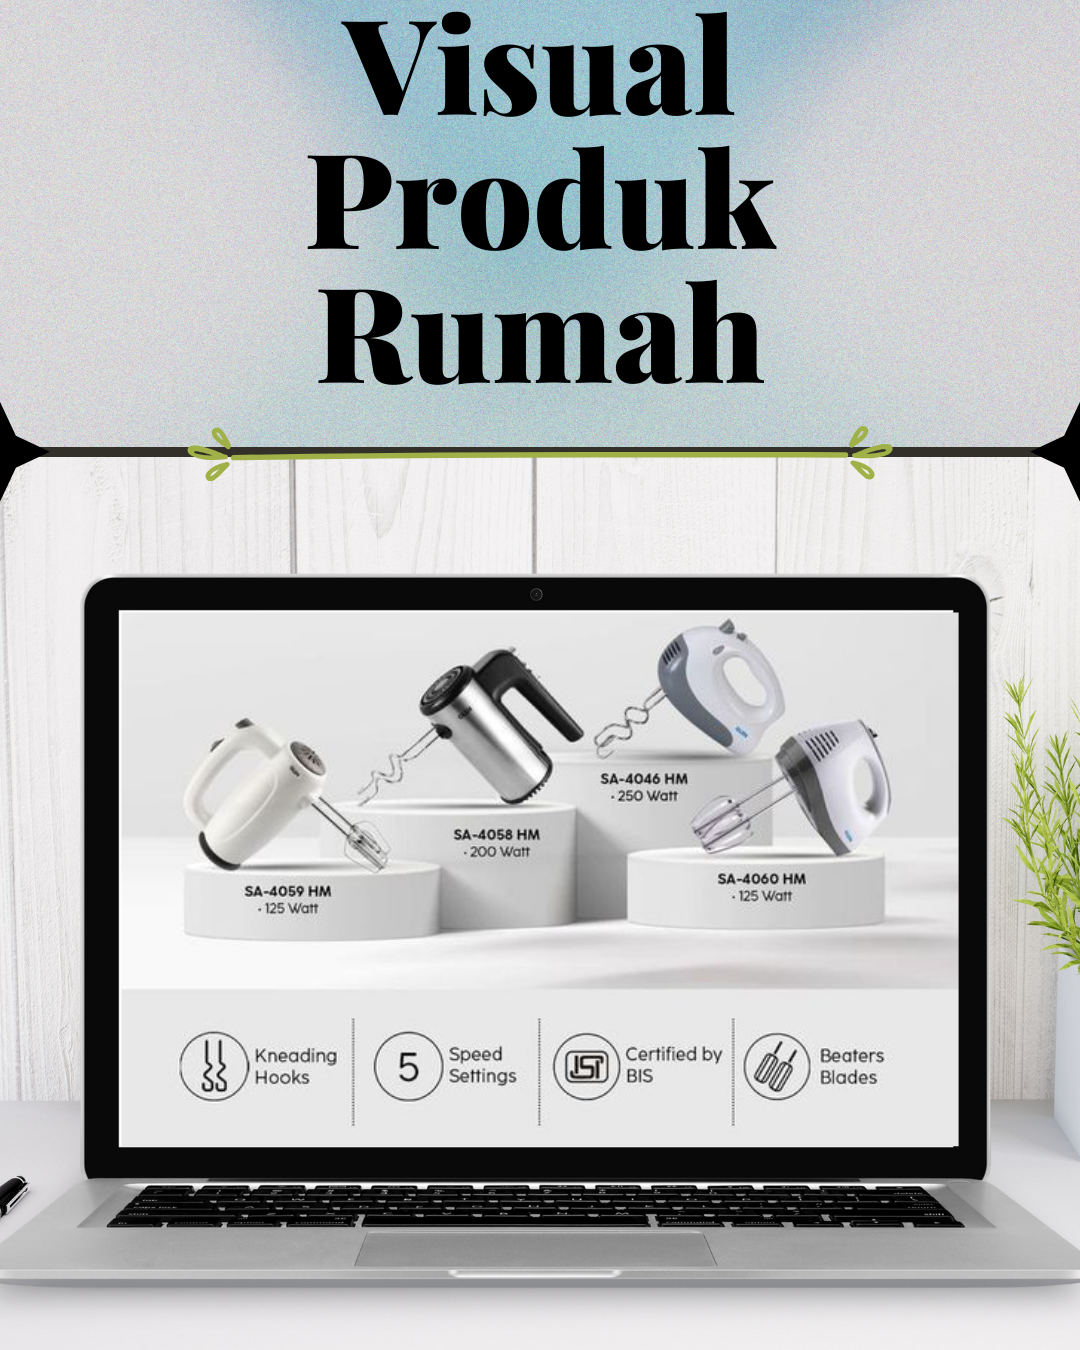 Visual
Produk
Rumah
SA-4046 HM
• 250 Watt
SA-4058 HM
• 200 Watt
SA-4060 HM
• 125 Watt
SA-4059 HM
• 125 Watt
Kneading
Hooks
5
Speed
Settings
ISI
Certified by
BIS
Beaters
Blades